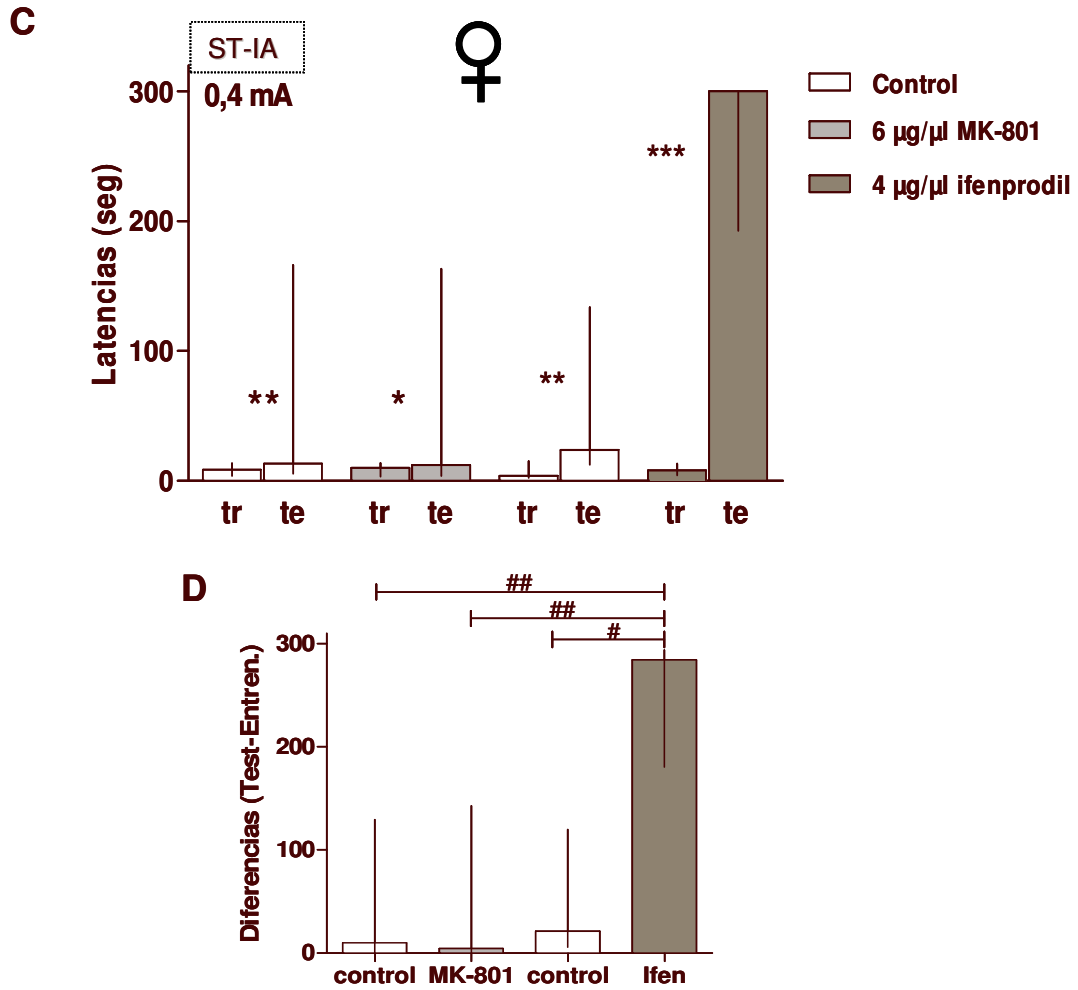 C
ST-IA
0,4 mA
♀
Control
6 µg/µl MK-801
4 µg/µl ifenprodil
Latencias (seg)
300
200
100
0
**
*
**
***
tr te tr te tr te tr te
D
##
##
#
Diferencias (Test-Entren.)
300
200
100
0
control MK-801 control Ifen